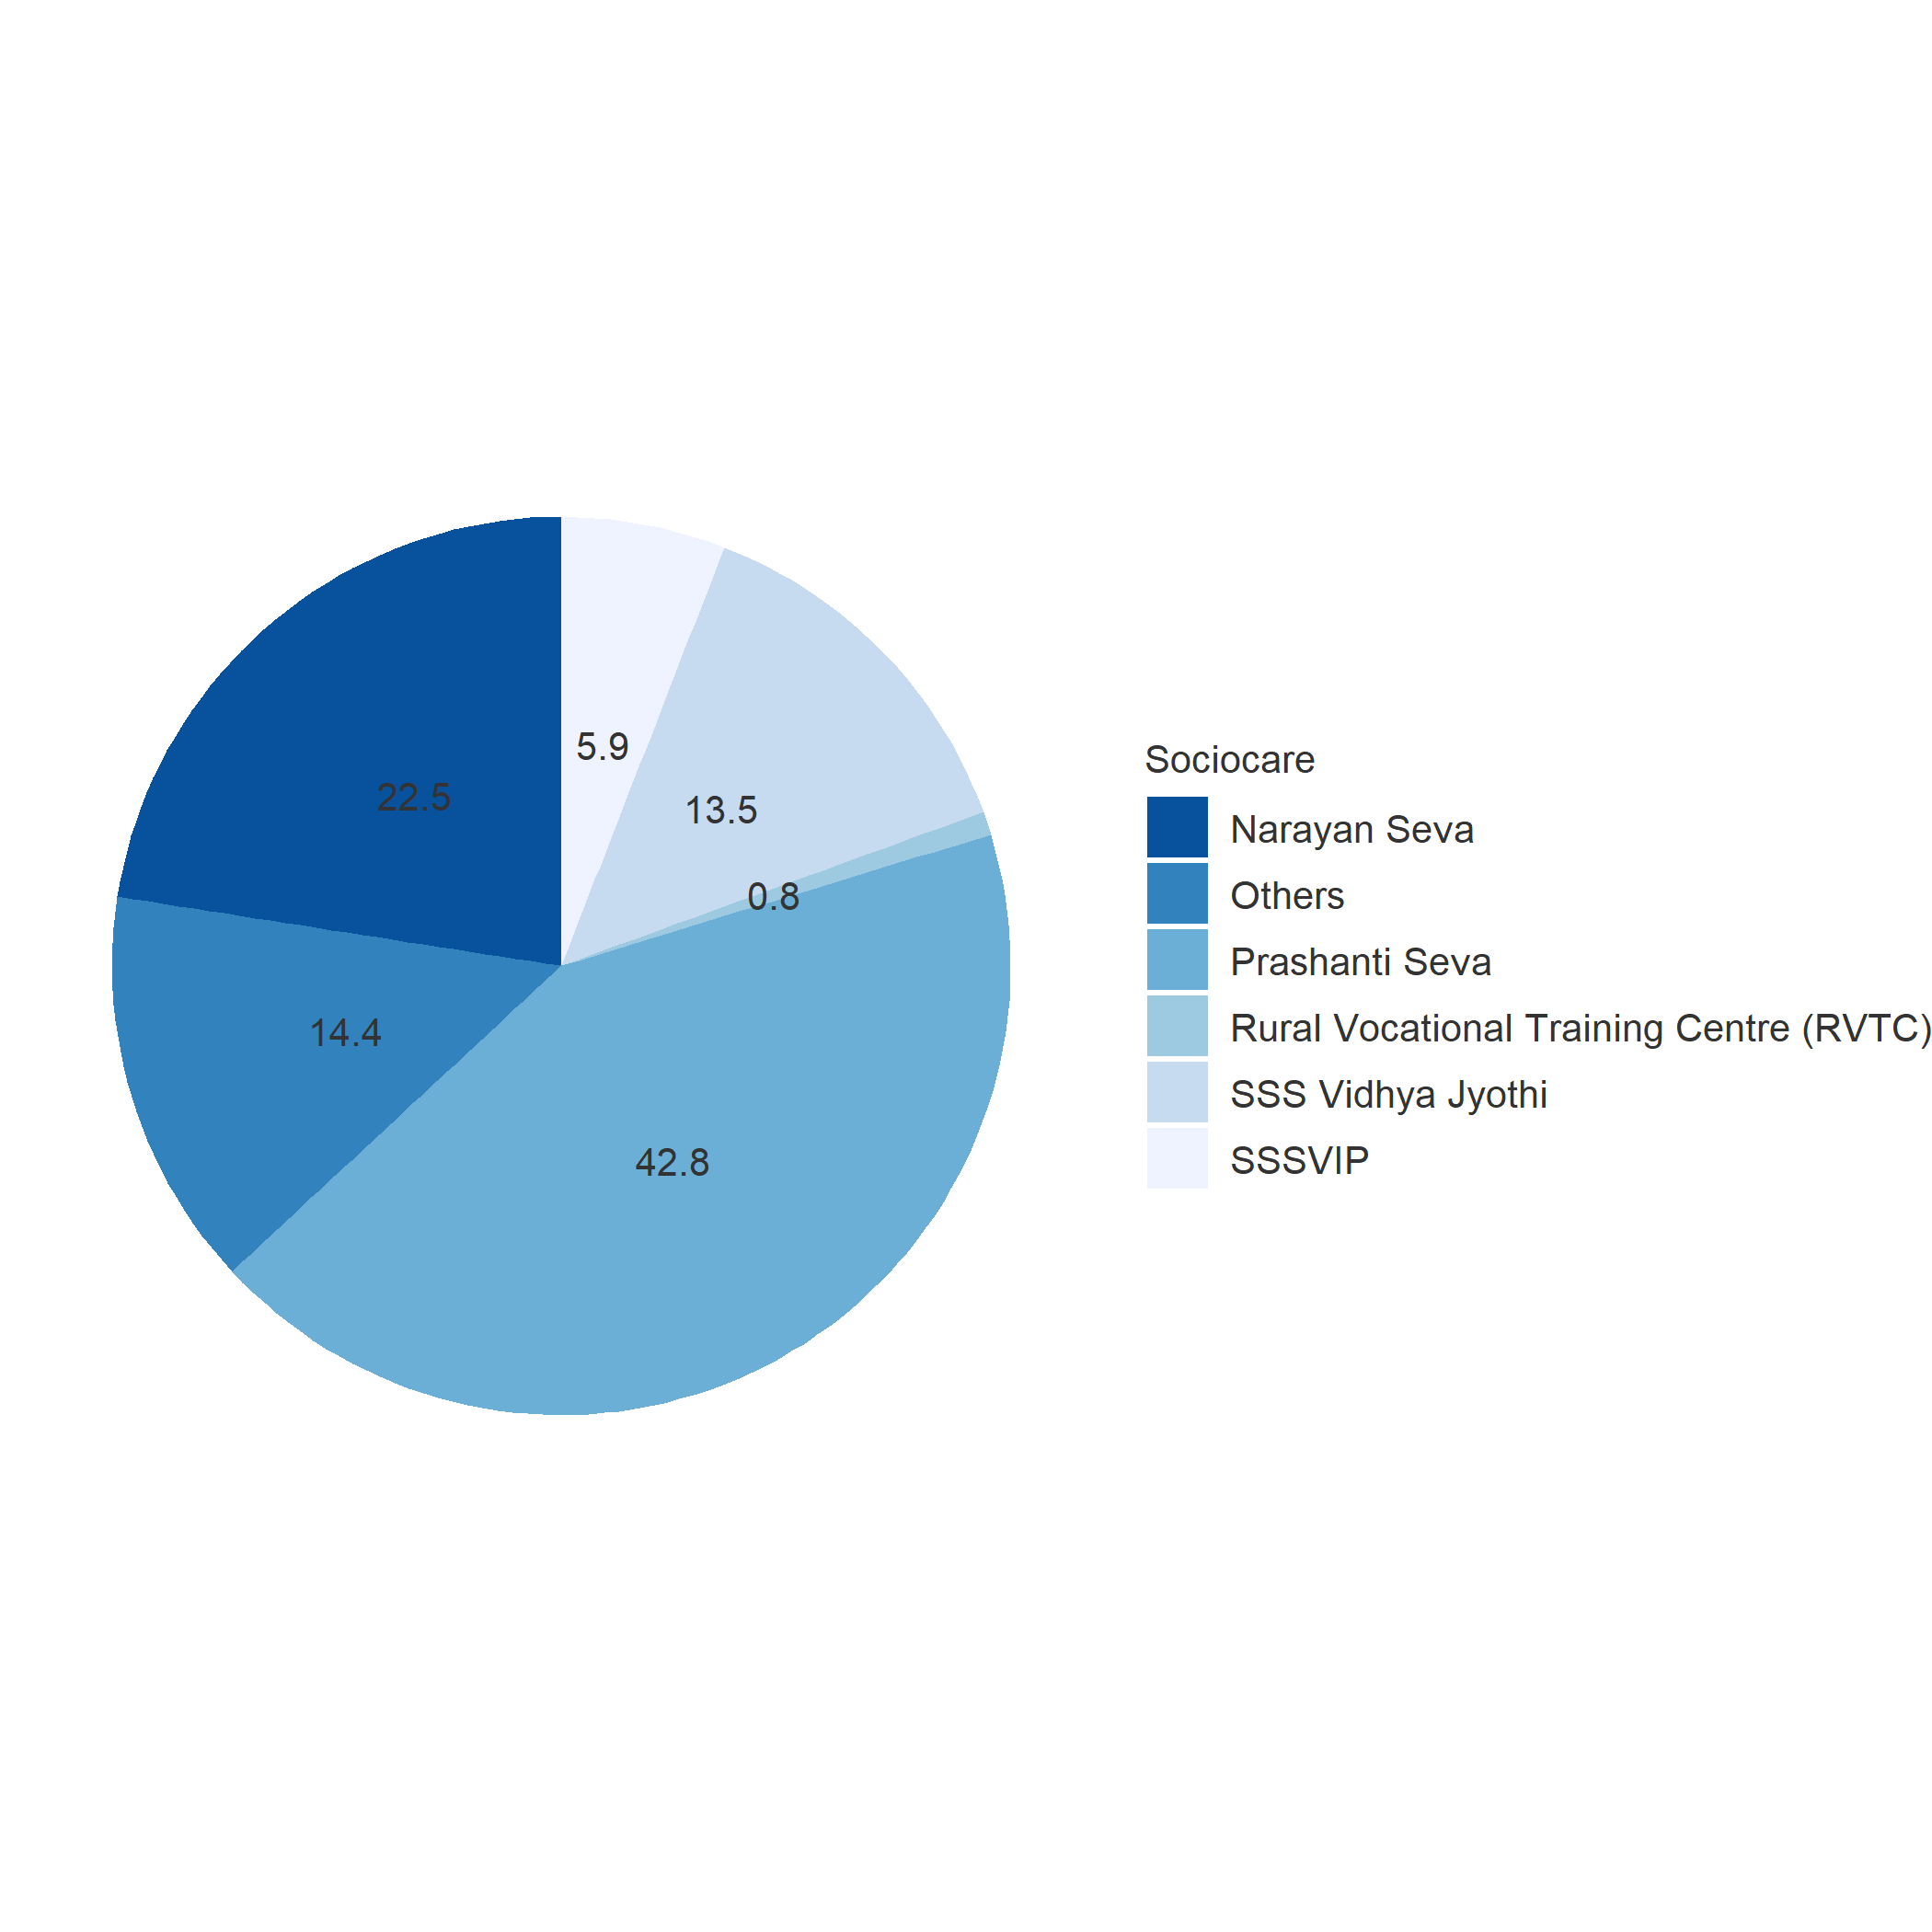 5.9
22.5
13.5
0.8
14.4
42.8
Sociocare
Narayan Seva
Others
Prashanti Seva
Rural Vocational Training Centre (RVTC)
SSS Vidhya Jyothi
SSSVIP